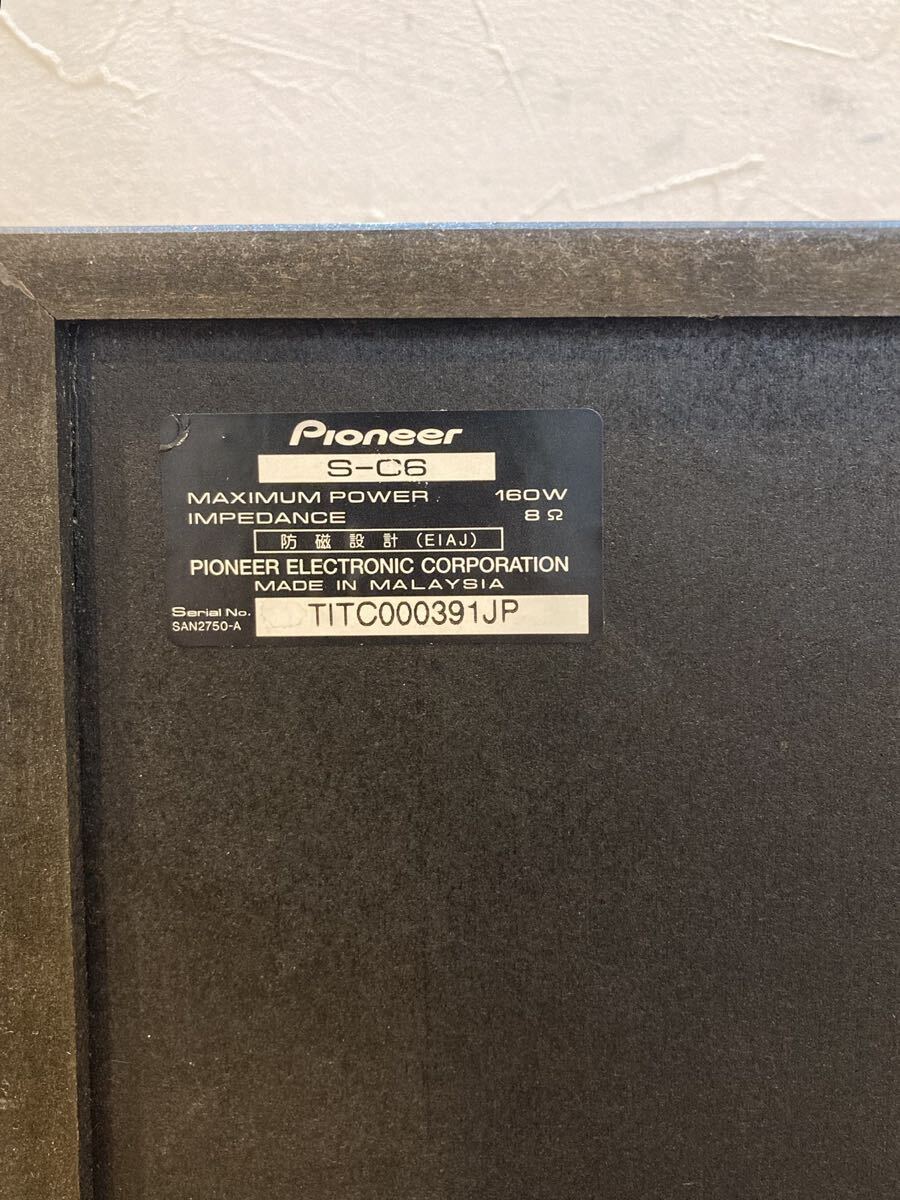 Pioneer
S-C6
MAXIMUM POWER 160W
IMPEDANCE 8Ω
防磁設計(EIAJ)
PIONEER ELECTRONIC CORPORATION
MADE IN MALAYSIA
Serial No. TITC000391JP
SAN2750-A